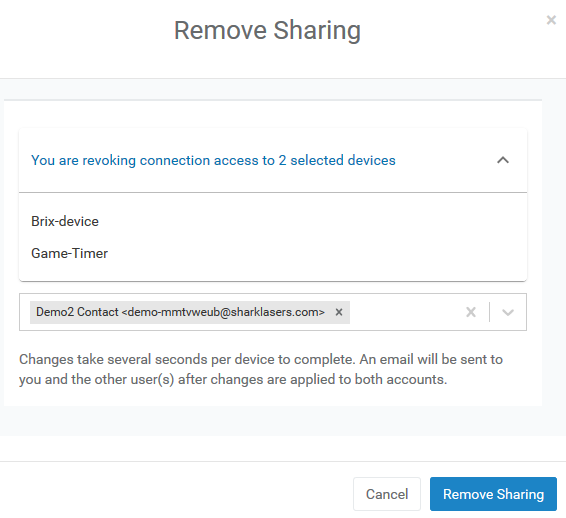 Remove Sharing
You are revoking connection access to 2 selected devices
Brix-device
Game-Timer
Demo2 Contact <demo-mmtvweub@sharklasers.com>
Changes take several seconds per device to complete. An email will be sent to
you and the other user(s) after changes are applied to both accounts.
Cancel
Remove Sharing